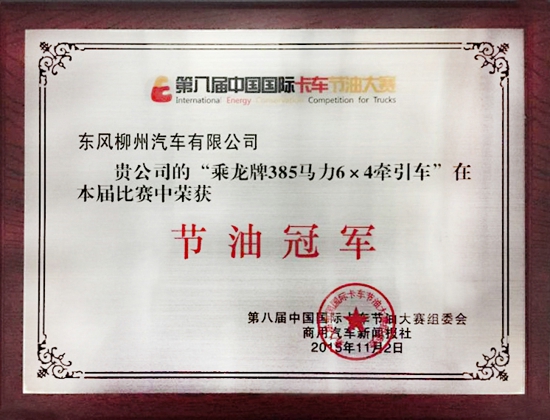 第八届中国国际卡车节油大赛
International Energy Conservation Competition for Trucks
东风柳州汽车有限公司
贵公司的“乘龙牌385马力6×4牵引车”在
本届比赛中荣获
节油冠军
第八届中国国际卡车节油大赛组委会
商用汽车新闻报社
2015年11月2日